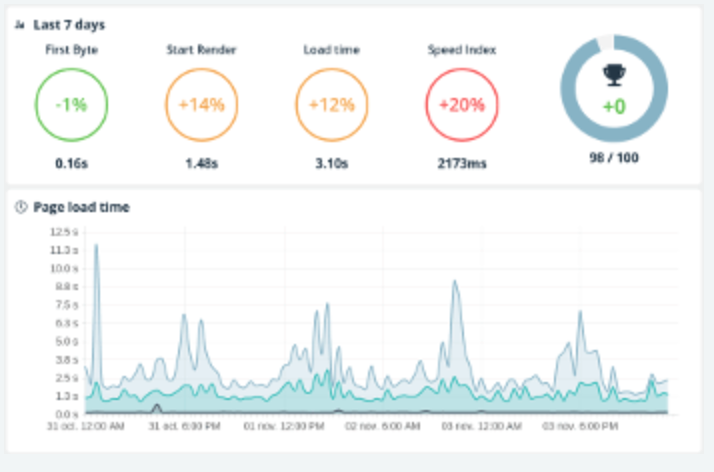 Last 7 days
First Byte Start Render Load time Speed Index
-1% +14% +12% +20% +0
0.16s 1.48s 3.10s 2173ms 98 / 100
Page load time
12.5 s
11.3 s
10.0 s
8.8 s
7.5 s
6.3 s
5.0 s
3.8 s
2.5 s
1.3 s
0.0 s
31 oct. 12:00 AM 31 oct. 6:00 PM 01 nov. 12:00 PM 02 nov. 6:00 AM 03 nov. 12:00 AM 03 nov. 6:00 PM